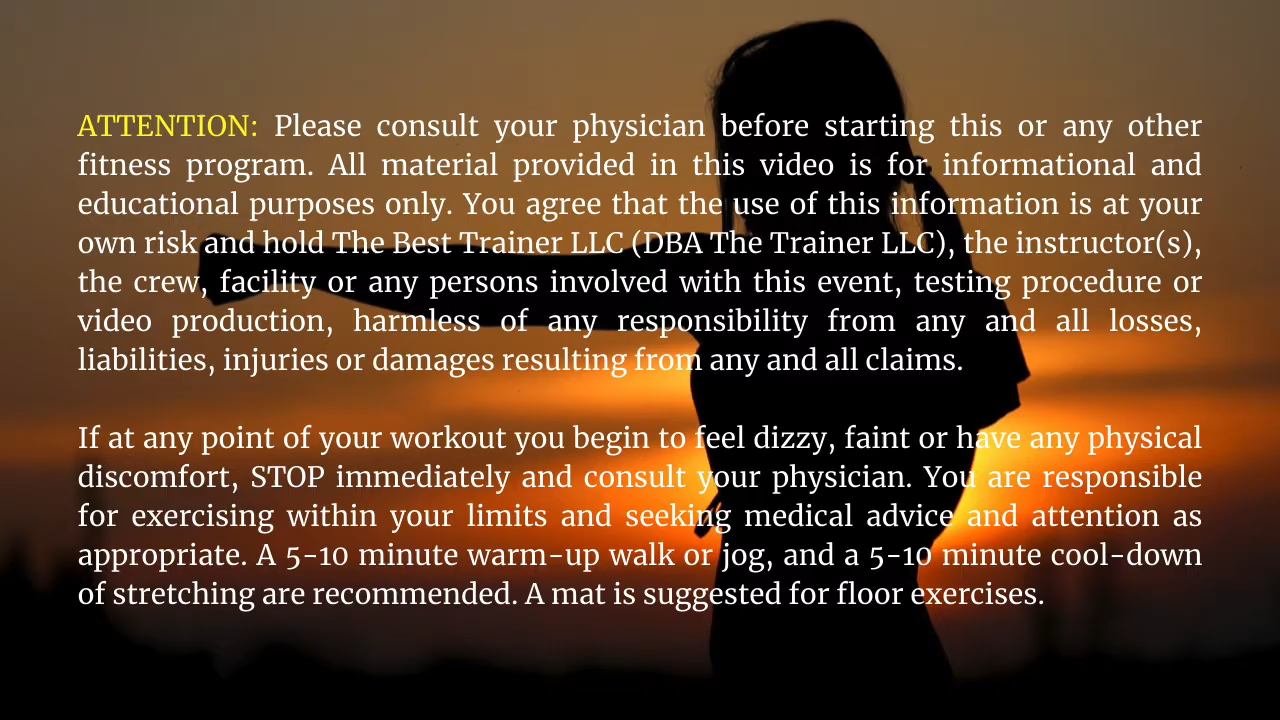 ATTENTION: Please consult your physician before starting this or any other
fitness program. All material provided in this video is for informational and
educational purposes only. You agree that the use of this information is at your
own risk and hold The Best Trainer LLC (DBA The Trainer LLC), the instructor(s),
the crew, facility or any persons involved with this event, testing procedure or
video production, harmless of any responsibility from any and all losses,
liabilities, injuries or damages resulting from any and all claims.
If at any point of your workout you begin to feel dizzy, faint or have any physical
discomfort, STOP immediately and consult your physician. You are responsible
for exercising within your limits and seeking medical advice and attention as
appropriate. A 5-10 minute warm-up walk or jog, and a 5-10 minute cool-down
of stretching are recommended. A mat is suggested for floor exercises.